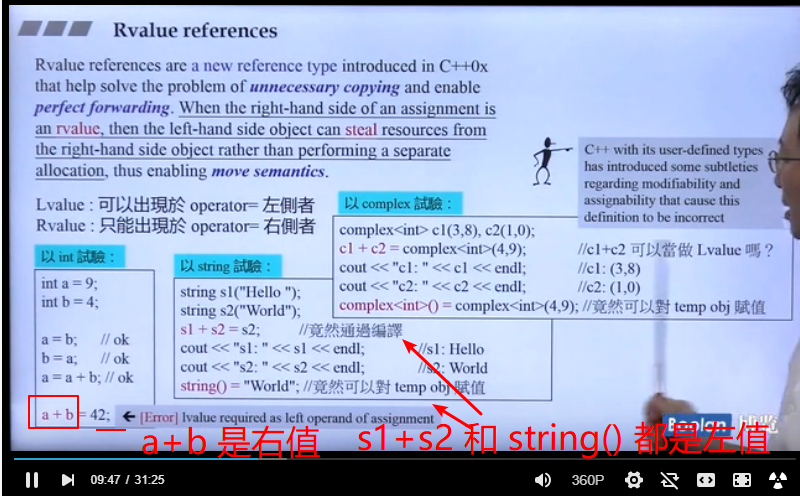 Rvalue references
Rvalue references are a new reference type introduced in C++0x
that help solve the problem of unnecessary copying and enable
perfect forwarding. When the right-hand side of an assignment is
an rvalue, then the left-hand side object can steal resources from
the right-hand side object rather than performing a separate
allocation, thus enabling move semantics.
C++ with its user-defined types
has introduced some subtleties
regarding modifiability and
assignability that cause this
definition to be incorrect
Lvalue : 可以出現於 operator= 左側者
Rvalue : 只能出現於 operator= 右側者
以 complex 試驗：
complex<int> c1(3,8), c2(1,0);
c1 + c2 = complex<int>(4,9); //c1+c2 可以當做 Lvalue 嗎？
cout << "c1: " << c1 << endl; //c1: (3,8)
cout << "c2: " << c2 << endl; //c2: (1,0)
complex<int>() = complex<int>(4,9); //竟然可以對 temp obj 賦值
以 int 試驗：
int a = 9;
int b = 4;
a = b; // ok
b = a; // ok
a = a + b; // ok
a + b = 42;
[Error] lvalue required as left operand of assignment
以 string 試驗：
string s1("Hello ");
string s2("World");
s1 + s2 = s2; //竟然通過編譯
cout << "s1: " << s1 << endl; //s1: Hello
cout << "s2: " << s2 << endl; //s2: World
string() = "World"; //竟然可以對 temp obj 賦值
a+b 是右值
s1+s2 和 string() 都是左值
Boolan 博览
09:47 / 31:25
360P